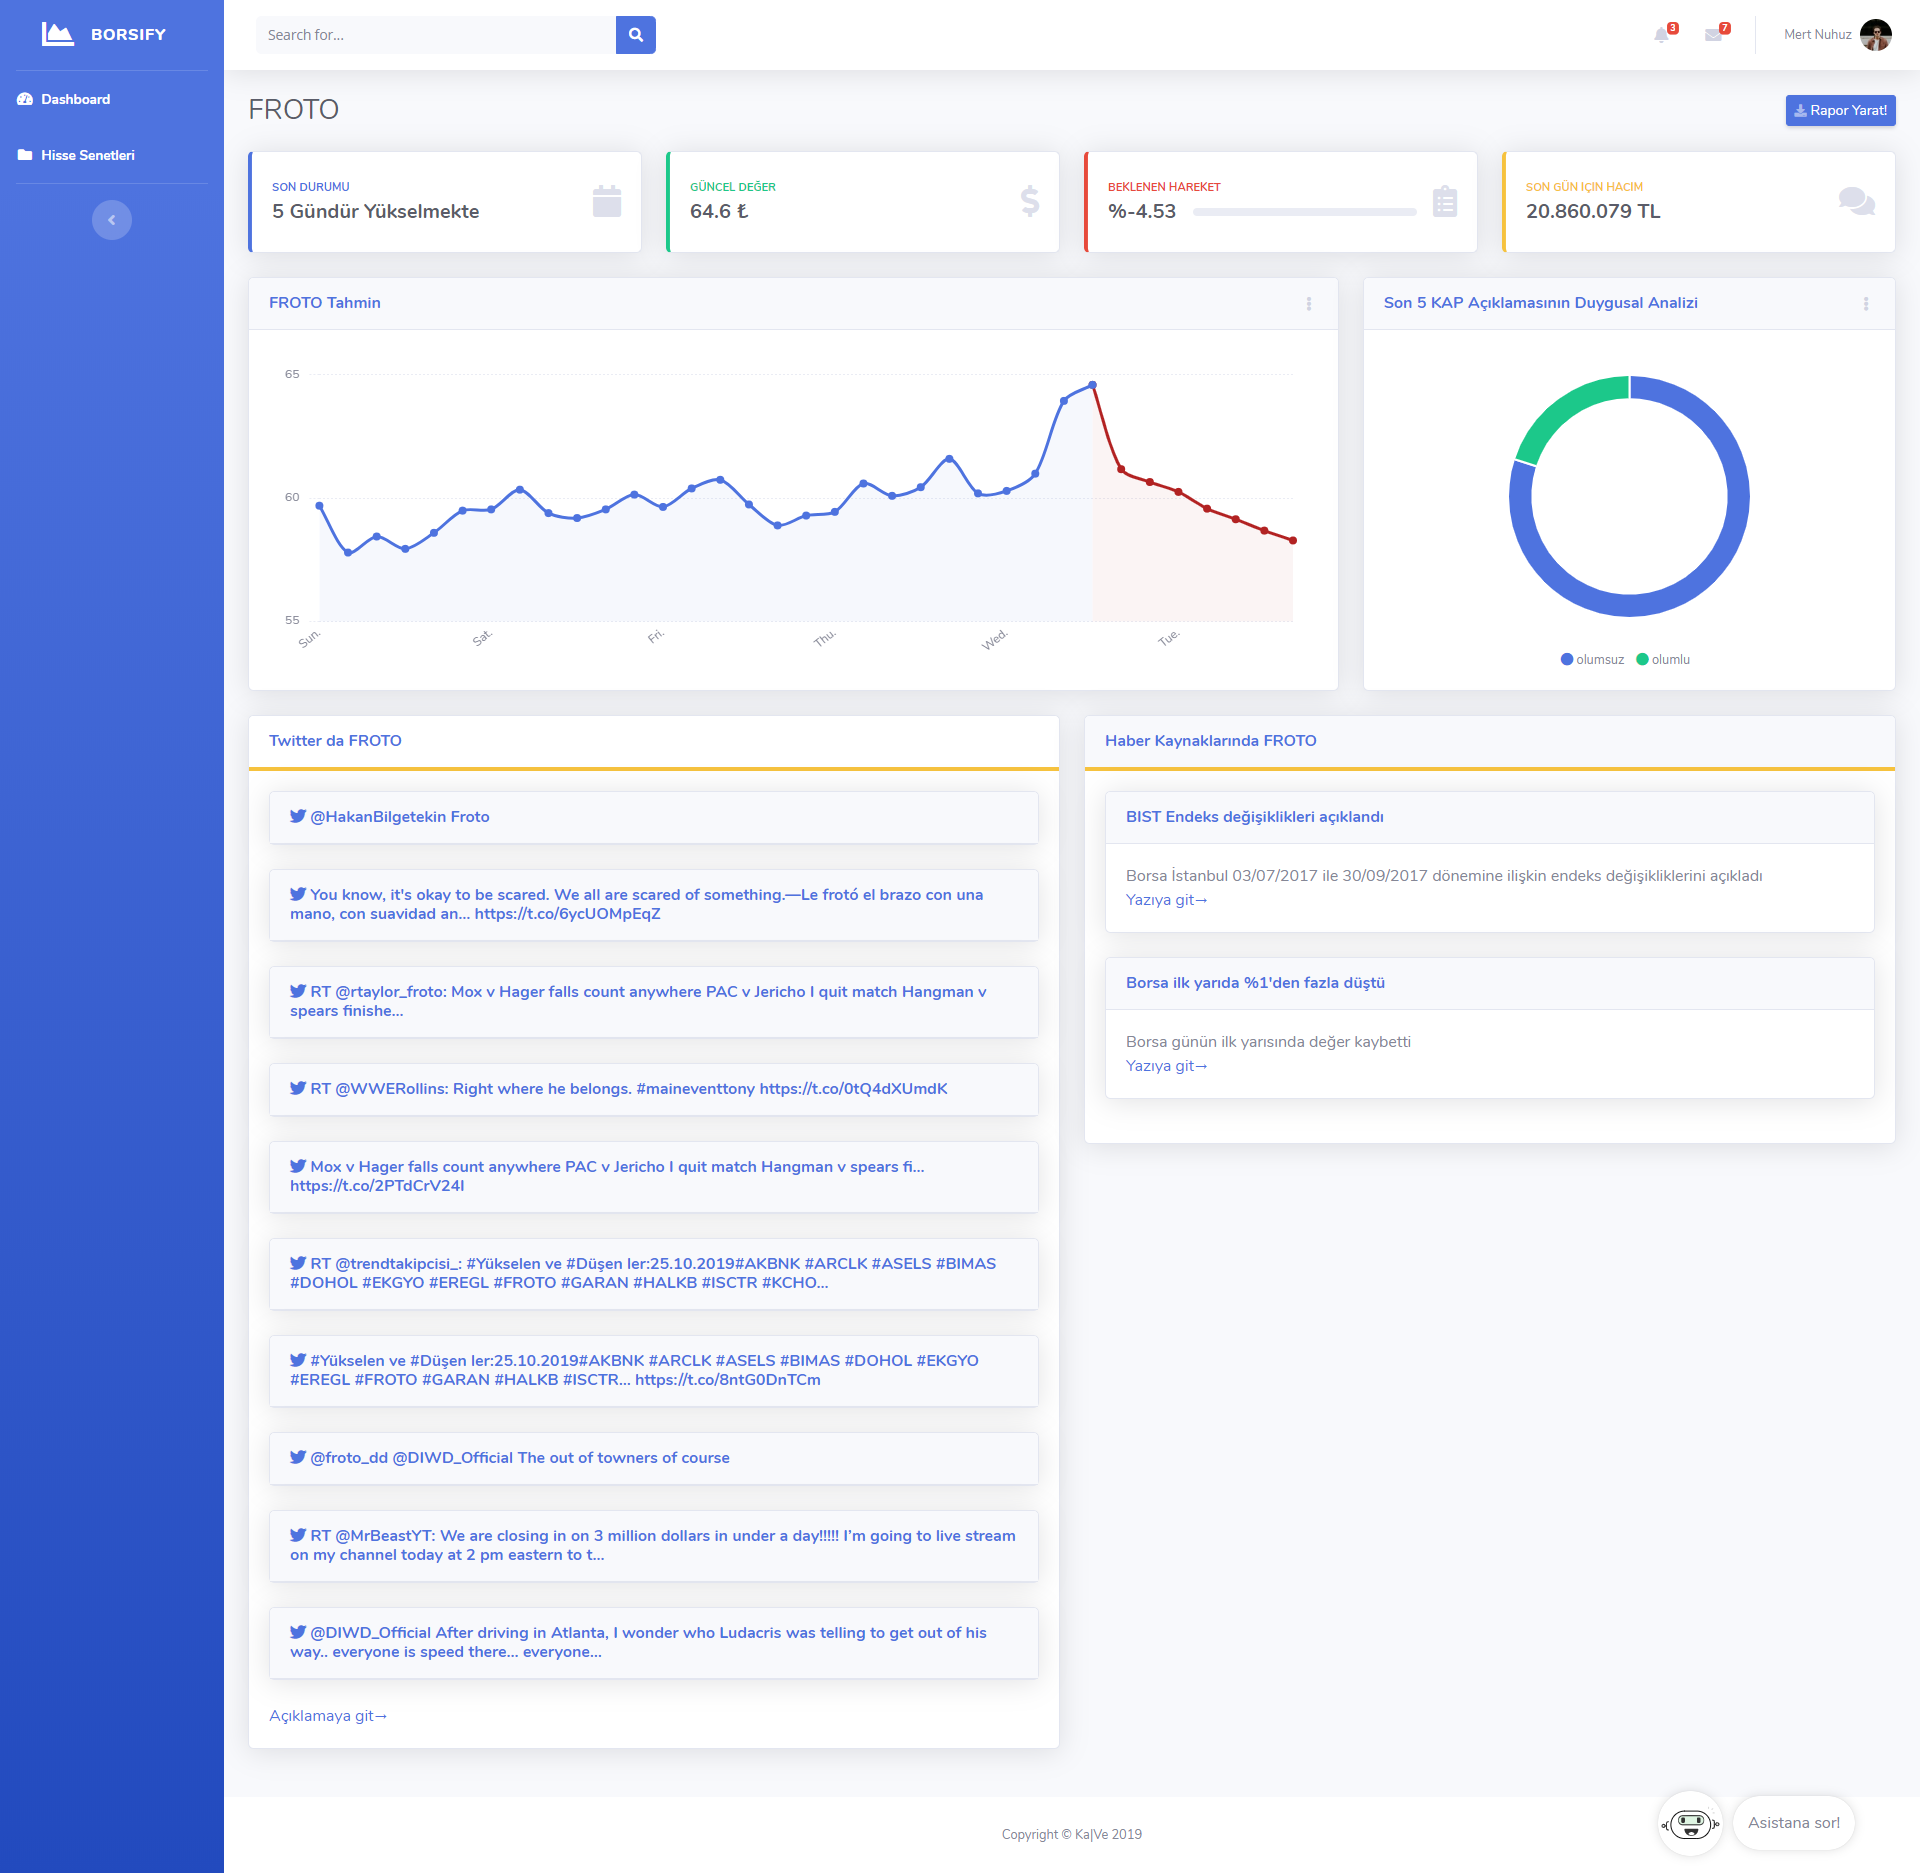 BORSIFY
Dashboard
Hisse Senetleri
Search for...
3
7
Mert Nuhuz
FROTO
Rapor Yarat!
SON DURUMU
5 Gündür Yükselmekte
GÜNCEL DEĞER
64.6 ₺
BEKLENEN HAREKET
%-4.53
SON GÜN IÇIN HACIM
20.860.079 TL
FROTO Tahmin
65
60
55
Sun.
Sat.
Fri.
Thu.
Wed.
Tue.
Son 5 KAP Açıklamasının Duygusal Analizi
olumsuz
olumlu
Twitter da FROTO
@HakanBilgetekin Froto
You know, it's okay to be scared. We all are scared of something.—Le frotó el brazo con una
mano, con suavidad an... https://t.co/6ycUOMpEqZ
RT @rtaylor_froto: Mox v Hager falls count anywhere PAC v Jericho I quit match Hangman v
spears finishe...
RT @WWERollins: Right where he belongs. #maineventtony https://t.co/0tQ4dXUmdK
Mox v Hager falls count anywhere PAC v Jericho I quit match Hangman v spears fi...
https://t.co/2PTdCrV24I
RT @trendtakipcisi_: #Yükselen ve #Düşen ler:25.10.2019#AKBNK #ARCLK #ASELS #BIMAS
#DOHOL #EKGYO #EREGL #FROTO #GARAN #HALKB #ISCTR #KCHO...
#Yükselen ve #Düşen ler:25.10.2019#AKBNK #ARCLK #ASELS #BIMAS #DOHOL #EKGYO
#EREGL #FROTO #GARAN #HALKB #ISCTR... https://t.co/8ntG0DnTCm
@froto_dd @DIWD_Official The out of towners of course
RT @MrBeastYT: We are closing in on 3 million dollars in under a day!!!!! I'm going to live stream
on my channel today at 2 pm eastern to t...
@DIWD_Official After driving in Atlanta, I wonder who Ludacris was telling to get out of his
way.. everyone is speed there... everyone...
Açıklamaya git→
Haber Kaynaklarında FROTO
BIST Endeks değişiklikleri açıklandı
Borsa İstanbul 03/07/2017 ile 30/09/2017 dönemine ilişkin endeks değişikliklerini açıkladı
Yazıya git→
Borsa ilk yarıda %1'den fazla düştü
Borsa günün ilk yarısında değer kaybetti
Yazıya git→
Copyright © Ka|Ve 2019
Asistana sor!